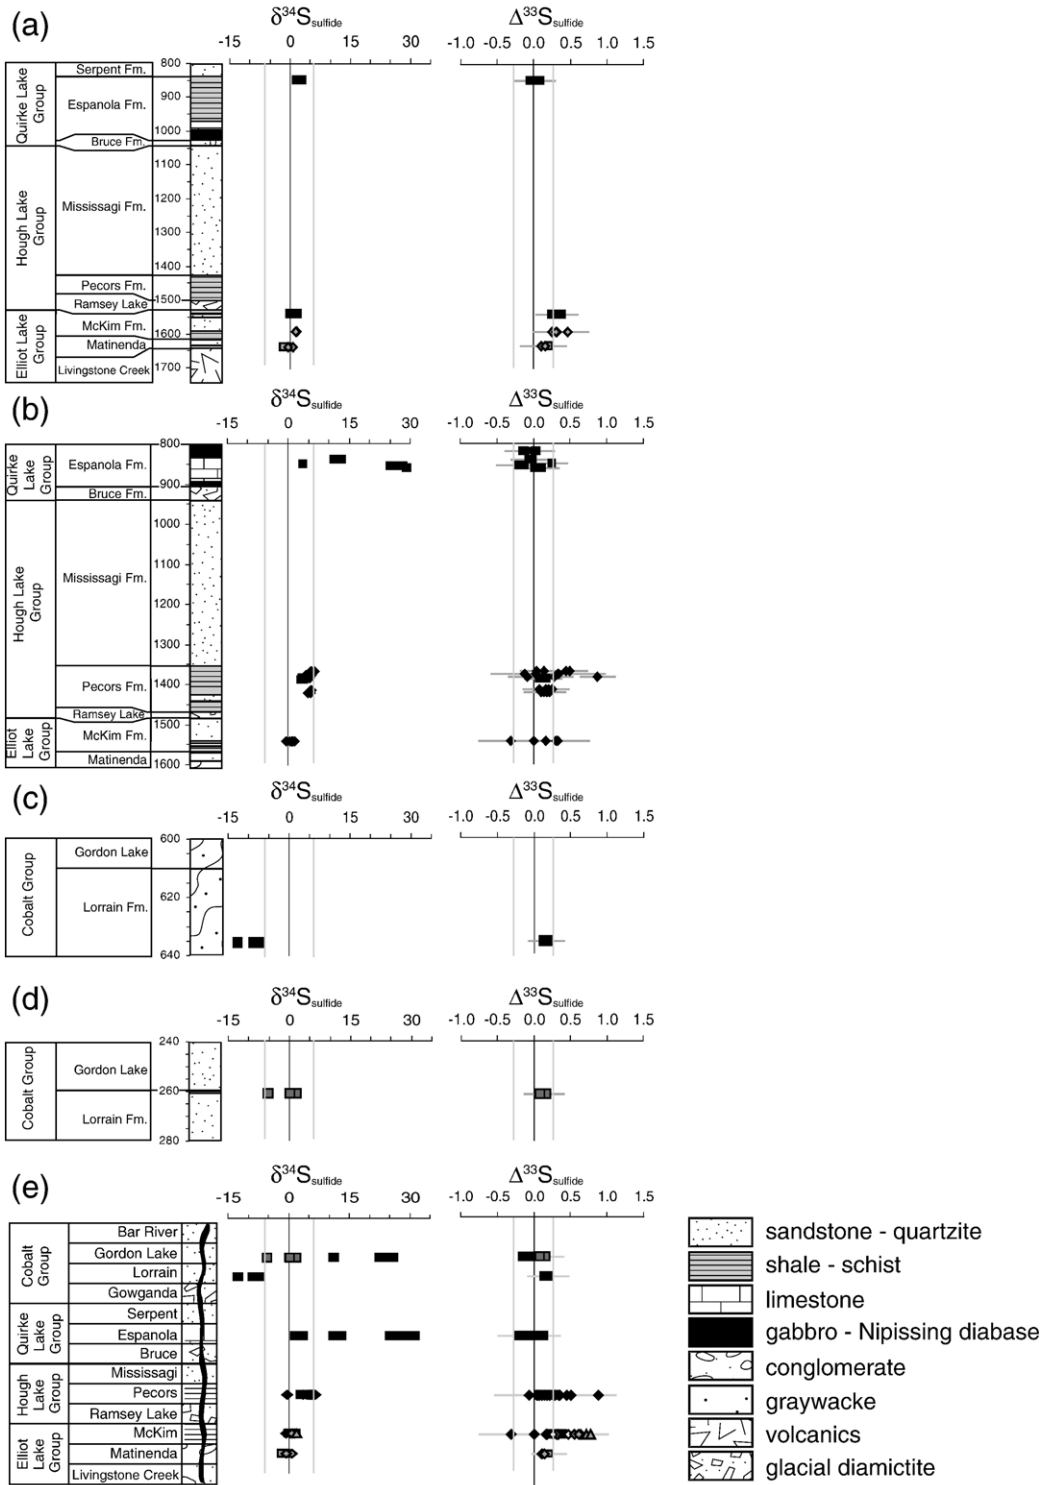 (a)
δ34Ssulfide
Δ33Ssulfide
-15 0 15 30
-1.0 -0.5 0.0 0.5 1.0 1.5
Quirke Lake Group
Hough Lake Group
Elliot Lake Group
Serpent Fm.
Espanola Fm.
Bruce Fm.
Mississagi Fm.
Pecors Fm.
Ramsey Lake
McKim Fm.
Matinenda
Livingstone Creek
800
900
1000
1100
1200
1300
1400
1500
1600
1700
(b)
δ34Ssulfide
Δ33Ssulfide
-15 0 15 30
-1.0 -0.5 0.0 0.5 1.0 1.5
Quirke Lake Group
Hough Lake Group
Elliot Lake Group
Espanola Fm.
Bruce Fm.
Mississagi Fm.
Pecors Fm.
Ramsey Lake
McKim Fm.
Matinenda
800
900
1000
1100
1200
1300
1400
1500
1600
(c)
δ34Ssulfide
Δ33Ssulfide
-15 0 15 30
-1.0 -0.5 0.0 0.5 1.0 1.5
Cobalt Group
Gordon Lake
Lorrain Fm.
600
620
640
(d)
δ34Ssulfide
Δ33Ssulfide
-15 0 15 30
-1.0 -0.5 0.0 0.5 1.0 1.5
Cobalt Group
Gordon Lake
Lorrain Fm.
240
260
280
(e)
δ34Ssulfide
Δ33Ssulfide
-15 0 15 30
-1.0 -0.5 0.0 0.5 1.0 1.5
Cobalt Group
Quirke Lake Group
Hough Lake Group
Elliot Lake Group
Bar River
Gordon Lake
Lorrain
Gowganda
Serpent
Espanola
Bruce
Mississagi
Pecors
Ramsey Lake
McKim
Matinenda
Livingstone Creek
sandstone - quartzite
shale - schist
limestone
gabbro - Nipissing diabase
conglomerate
graywacke
volcanics
glacial diamictite